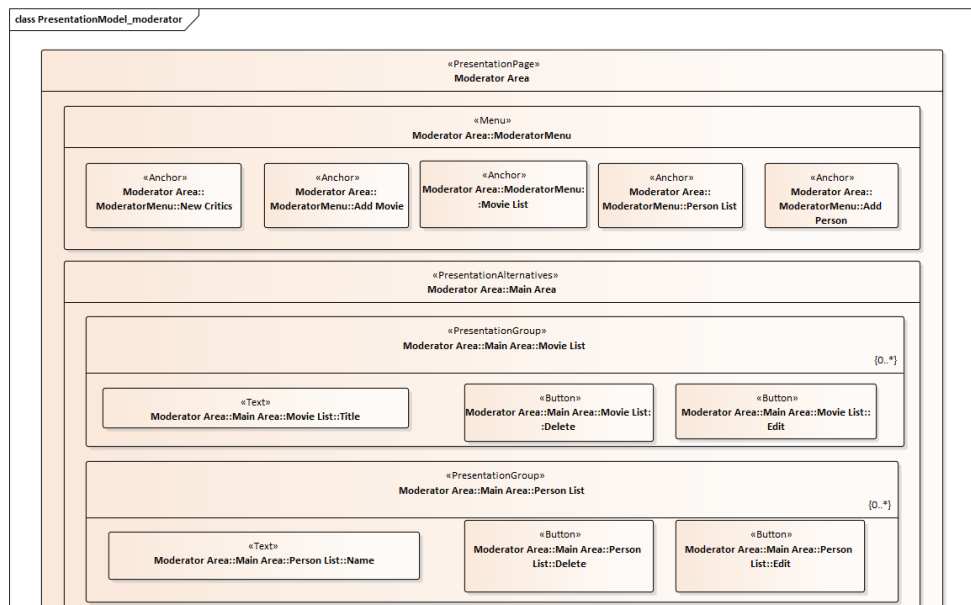 class PresentationModel_moderator
«PresentationPage»
Moderator Area
«Menu»
Moderator Area::ModeratorMenu
«Anchor»
Moderator Area::
ModeratorMenu::New Critics
«Anchor»
Moderator Area::
ModeratorMenu::Add Movie
«Anchor»
Moderator Area::ModeratorMenu:
:Movie List
«Anchor»
Moderator Area::
ModeratorMenu::Person List
«Anchor»
Moderator Area::
ModeratorMenu::Add
Person
«PresentationAlternatives»
Moderator Area::Main Area
«PresentationGroup»
Moderator Area::Main Area::Movie List
{0..*}
«Text»
Moderator Area::Main Area::Movie List::Title
«Button»
Moderator Area::Main Area::Movie List:
:Delete
«Button»
Moderator Area::Main Area::Movie List::
Edit
«PresentationGroup»
Moderator Area::Main Area::Person List
{0..*}
«Text»
Moderator Area::Main Area::Person List::Name
«Button»
Moderator Area::Main Area::Person
List::Delete
«Button»
Moderator Area::Main Area::Person
List::Edit